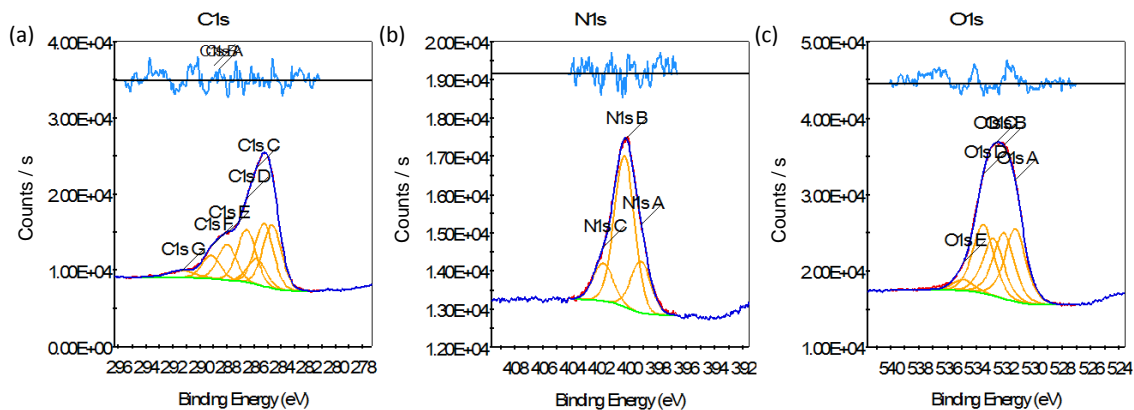 (a)
C1s
4.00E+04
3.00E+04
2.00E+04
1.00E+04
0.00E+00
Counts / s
C1s A
C1s C
C1s D
C1s E
C1s F
C1s G
296 294 292 290 288 286 284 282 280 278
Binding Energy (eV)
(b)
N1s
2.00E+04
1.90E+04
1.80E+04
1.70E+04
1.60E+04
1.50E+04
1.40E+04
1.30E+04
1.20E+04
Counts / s
N1s B
N1s A
N1s C
408 406 404 402 400 398 396 394 392
Binding Energy (eV)
(c)
O1s
5.00E+04
4.00E+04
3.00E+04
2.00E+04
1.00E+04
Counts / s
O1s B
O1s D
O1s A
O1s E
540 538 536 534 532 530 528 526 524
Binding Energy (eV)